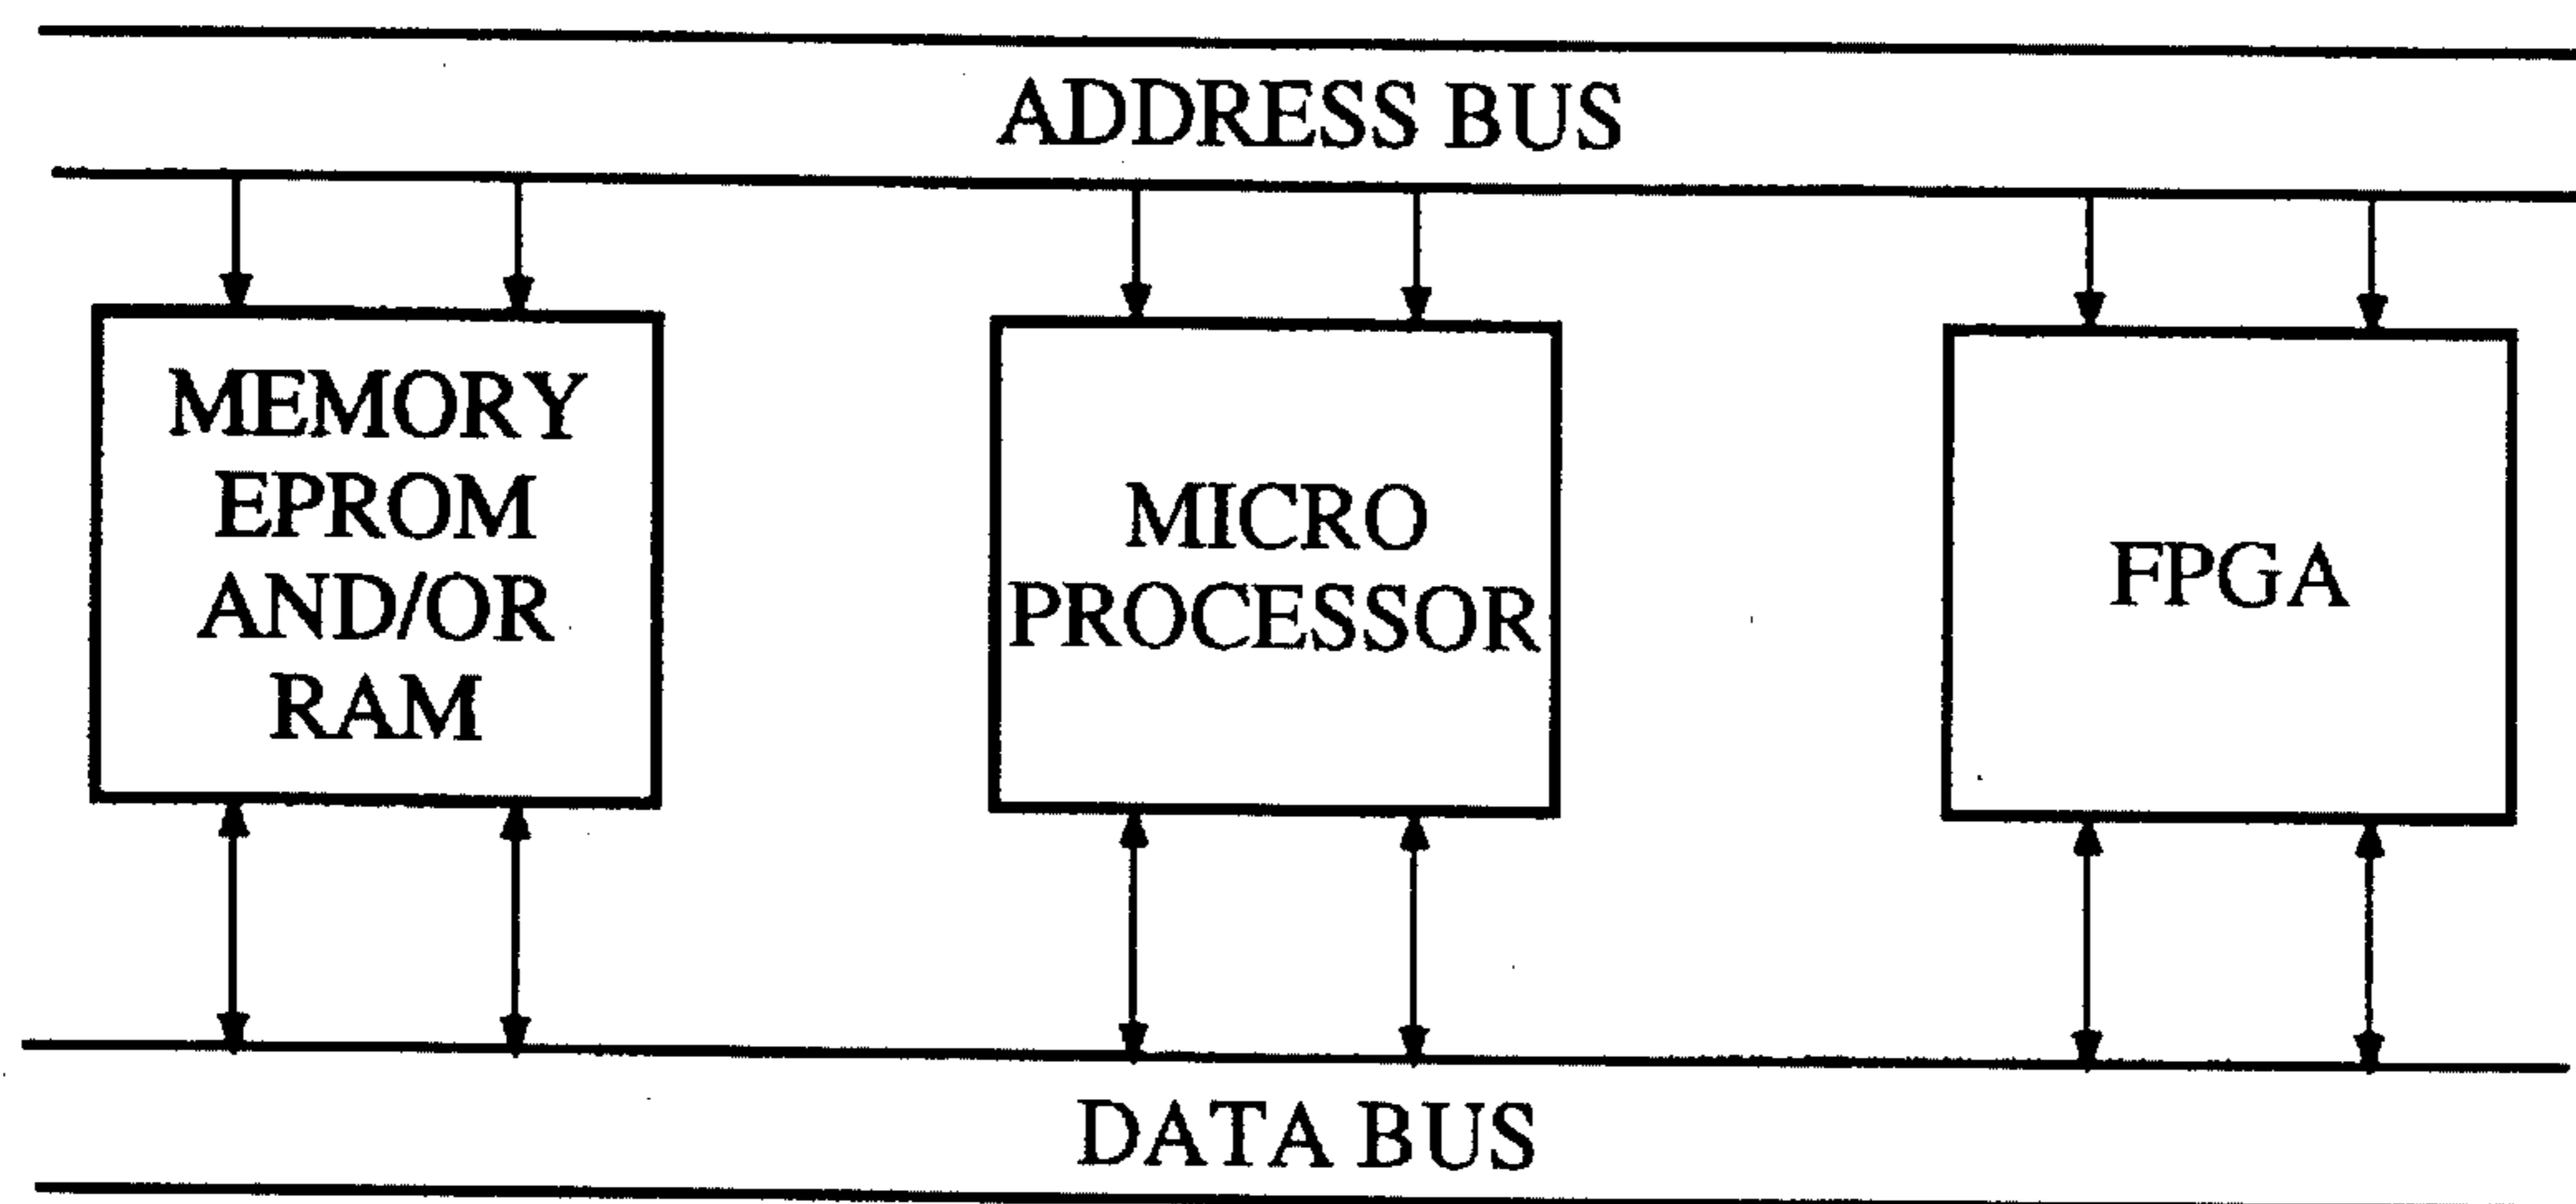 ADDRESS BUS
MEMORY
EPROM
AND/OR
RAM
MICRO
PROCESSOR
FPGA
DATA BUS